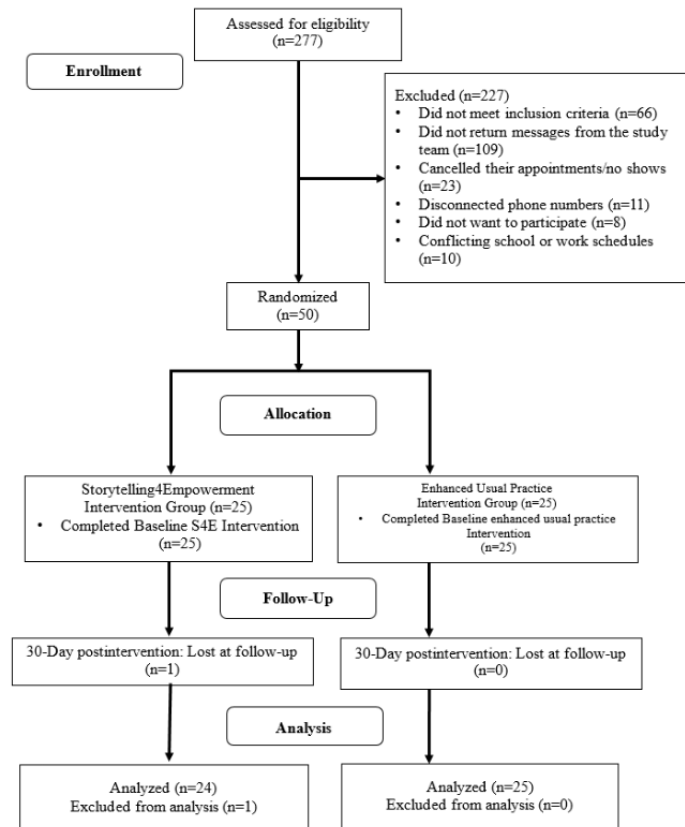 Assessed for eligibility
(n=277)
Enrollment
Excluded (n=227)
• Did not meet inclusion criteria (n=66)
• Did not return messages from the study
team (n=109)
• Cancelled their appointments/no shows
(n=23)
• Disconnected phone numbers (n=11)
• Did not want to participate (n=8)
• Conflicting school or work schedules
(n=10)
Randomized
(n=50)
Allocation
Storytelling4Empowerment
Intervention Group (n=25)
• Completed Baseline S4E Intervention
(n=25)
Enhanced Usual Practice
Intervention Group (n=25)
• Completed Baseline enhanced usual practice
Intervention
(n=25)
Follow-Up
30-Day postintervention: Lost at follow-up
(n=1)
30-Day postintervention: Lost at follow-up
(n=0)
Analysis
Analyzed (n=24)
Excluded from analysis (n=1)
Analyzed (n=25)
Excluded from analysis (n=0)